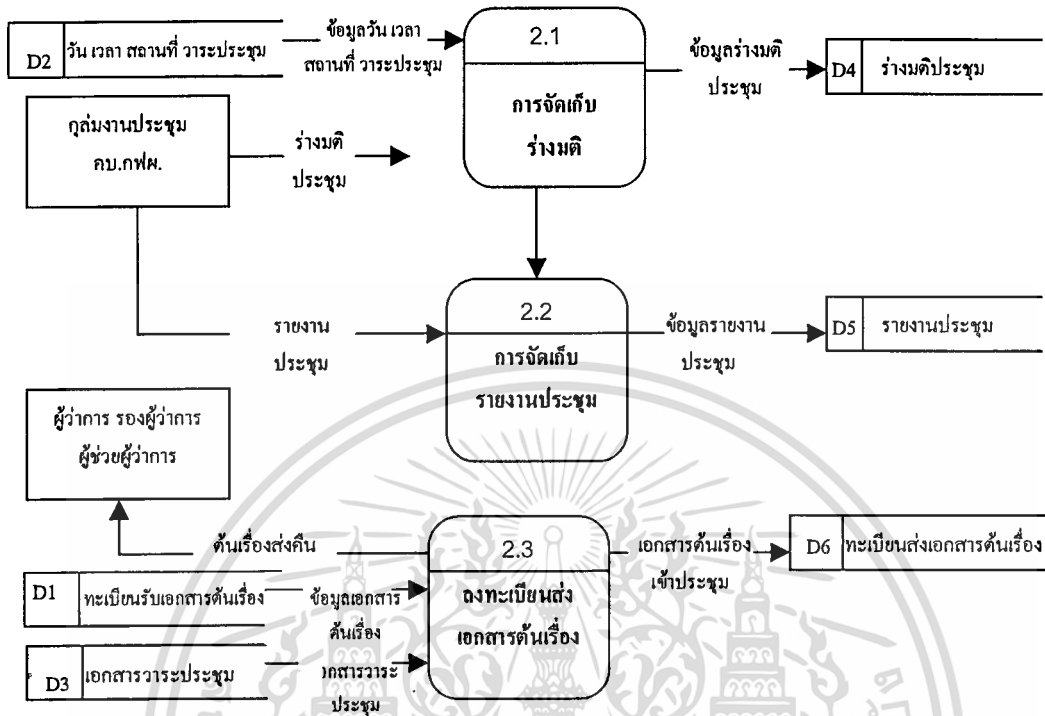 D2
วัน เวลา สถานที่ วาระประชุม
ข้อมูลวัน เวลา
สถานที่ วาระประชุม
2.1
การจัดเก็บ
ร่างมติ
ข้อมูลร่างมติ
ประชุม
D4
ร่างมติประชุม
กลุ่มงานประชุม
คบ.กฟผ.
ร่างมติ
ประชุม
รายงาน
ประชุม
2.2
การจัดเก็บ
รายงานประชุม
ข้อมูลรายงาน
ประชุม
D5
รายงานประชุม
ผู้ว่าการ รองผู้ว่าการ
ผู้ช่วยผู้ว่าการ
ต้นเรื่องส่งคืน
2.3
ลงทะเบียนส่ง
เอกสารต้นเรื่อง
เอกสารต้นเรื่อง
เข้าประชุม
D6
ทะเบียนส่งเอกสารต้นเรื่อง
D1
ทะเบียนรับเอกสารต้นเรื่อง
ข้อมูลเอกสาร
ต้นเรื่อง
D3
เอกสารวาระประชุม
เอกสารวาระ
ประชุม